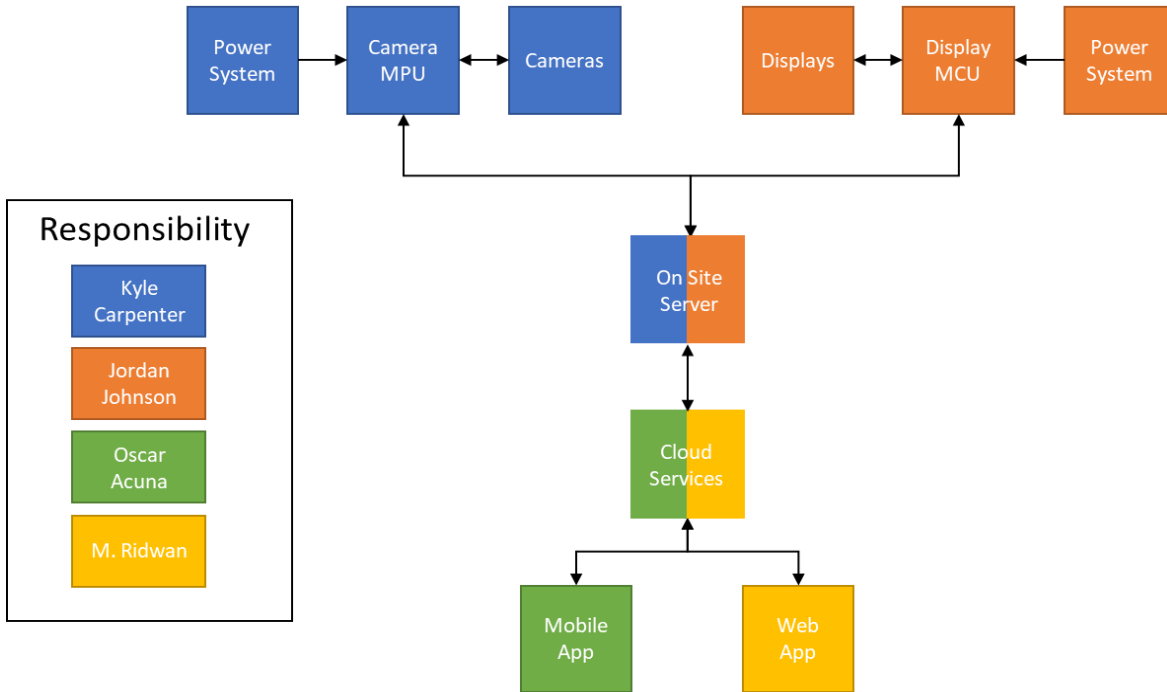 Power
System
Camera
MPU
Cameras
Displays
Display
MCU
Power
System
Responsibility
Kyle
Carpenter
Jordan
Johnson
Oscar
Acuna
M. Ridwan
On Site
Server
Cloud
Services
Mobile
App
Web
App